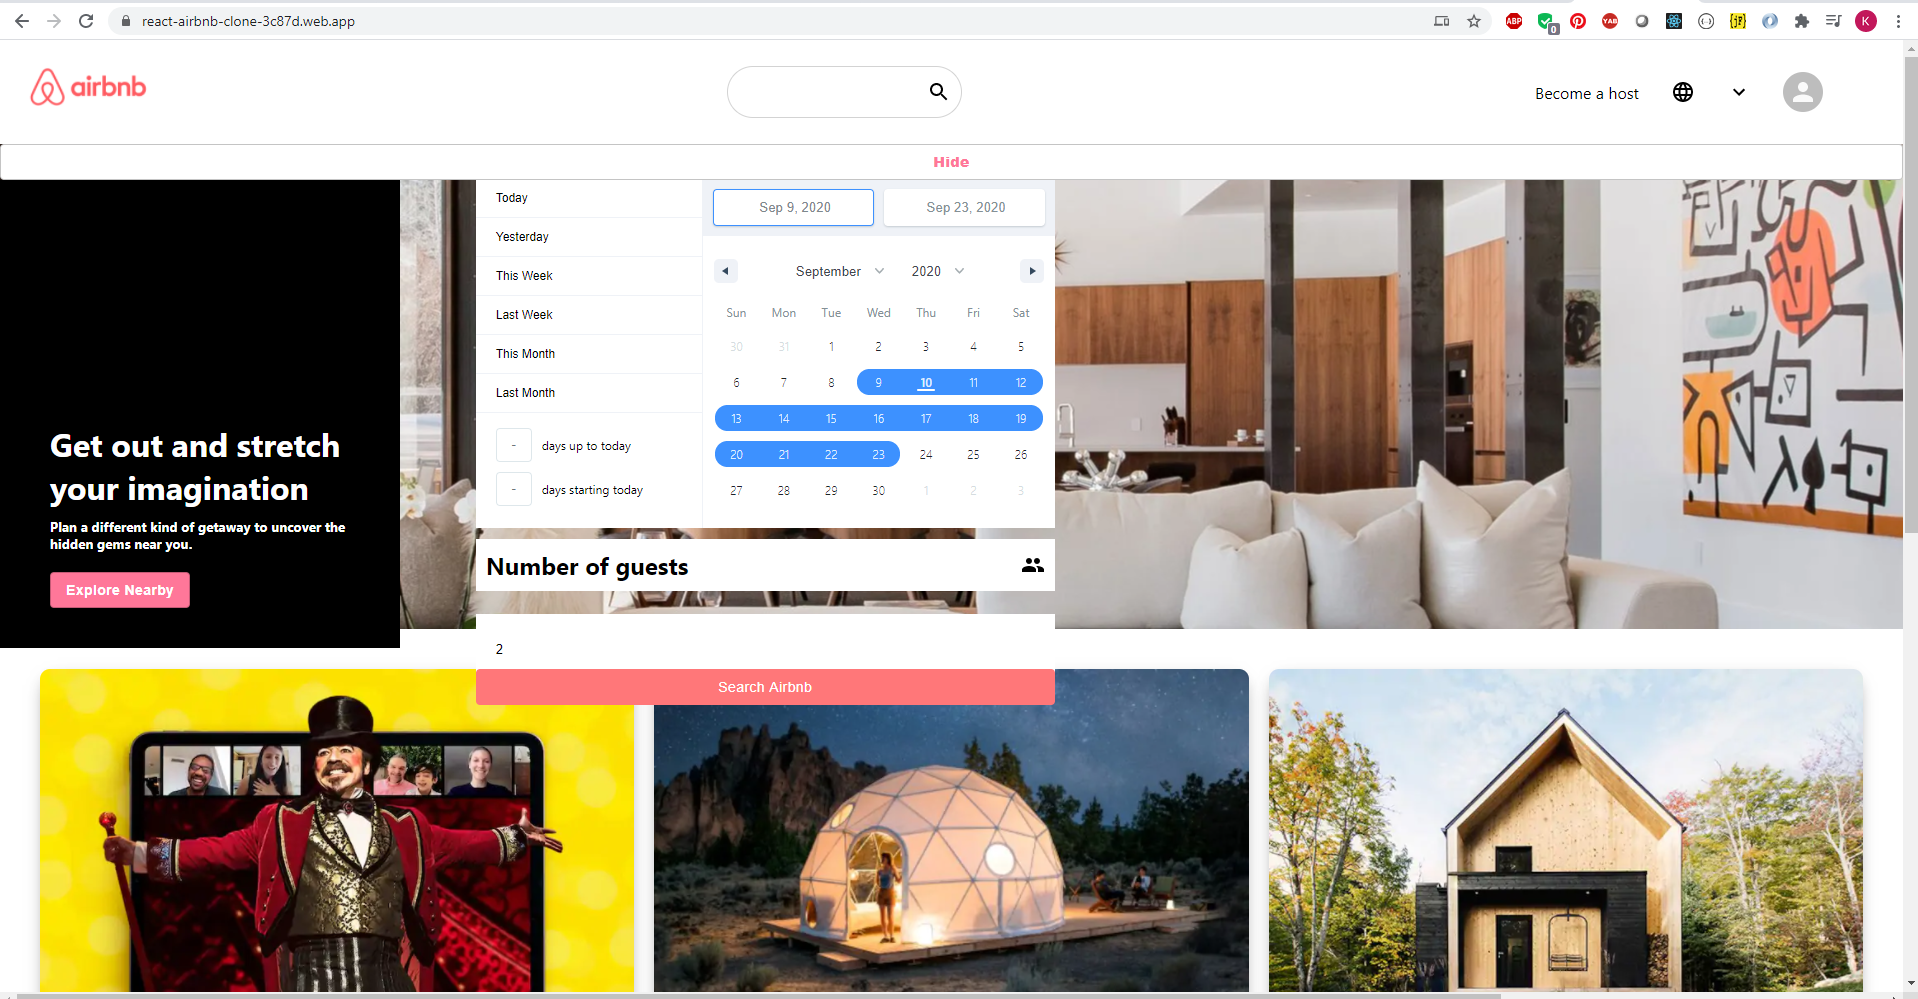 react-airbnb-clone-3c87d.web.app
ABP
0
YAB
K
airbnb
Become a host
Hide
Today
Yesterday
This Week
Last Week
This Month
Last Month
- days up to today
- days starting today
Sep 9, 2020 Sep 23, 2020
September 2020
Sun Mon Tue Wed Thu Fri Sat
30 31 1 2 3 4 5
6 7 8 9 10 11 12
13 14 15 16 17 18 19
20 21 22 23 24 25 26
27 28 29 30 1 2 3
Get out and stretch
your imagination
Plan a different kind of getaway to uncover the
hidden gems near you.
Explore Nearby
Number of guests
2
Search Airbnb